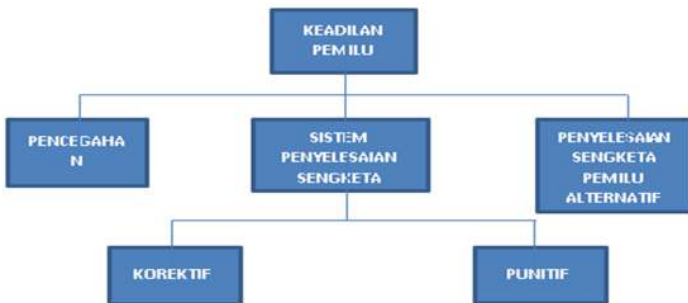 KEADILAN
PEMILU
PENCEGAHA
N
SISTEM
PENYELESAIAN
SENGKETA
PENYELESAIAN
SENGKETA
PEMILU
ALTERNATIF
KOREKTIF
PUNITIF